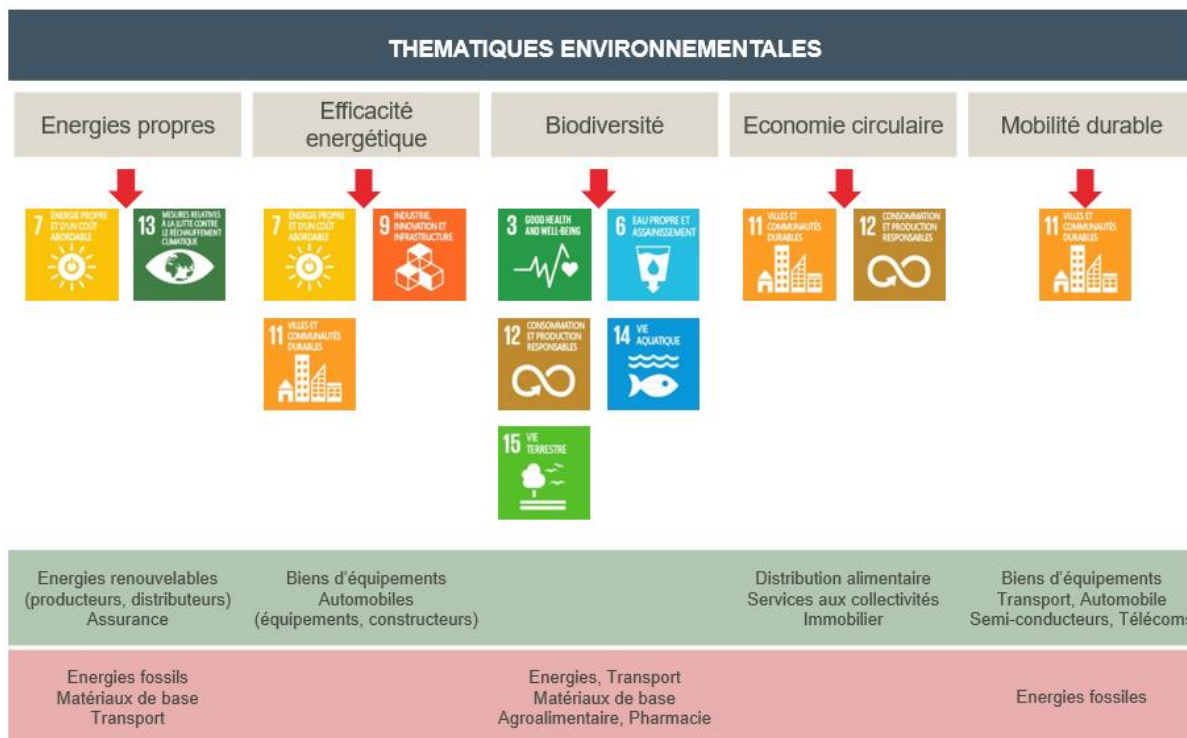 THEMATIQUES ENVIRONNEMENTALES
Energies propres
Efficacité
energétique
Biodiversité
Economie circulaire
Mobilité durable
7 ÉNERGIE PROPRE
ET D'UN COÛT
ABORDABLE
13 MESURES RELATIVES
À LA LUTTE CONTRE
LE RÉCHAUFFEMENT
CLIMATIQUE
7 ÉNERGIE PROPRE
ET D'UN COÛT
ABORDABLE
9 INDUSTRIE,
INNOVATION ET
INFRASTRUCTURE
11 VILLES ET
COMMUNAUTÉS
DURABLES
3 GOOD HEALTH
AND WELL-BEING
6 EAU PROPRE ET
ASSAINISSEMENT
12 CONSOMMATION
ET PRODUCTION
RESPONSABLES
14 VIE
AQUATIQUE
15 VIE
TERRESTRE
11 VILLES ET
COMMUNAUTÉS
DURABLES
12 CONSOMMATION
ET PRODUCTION
RESPONSABLES
11 VILLES ET
COMMUNAUTÉS
DURABLES
Energies renouvelables
(producteurs, distributeurs)
Assurance
Biens d'équipements
Automobiles
(équipements, constructeurs)
Distribution alimentaire
Services aux collectivités
Immobilier
Biens d'équipements
Transport, Automobile
Semi-conducteurs, Télécoms
Energies fossils
Matériaux de base
Transport
Energies, Transport
Matériaux de base
Agroalimentaire, Pharmacie
Energies fossiles